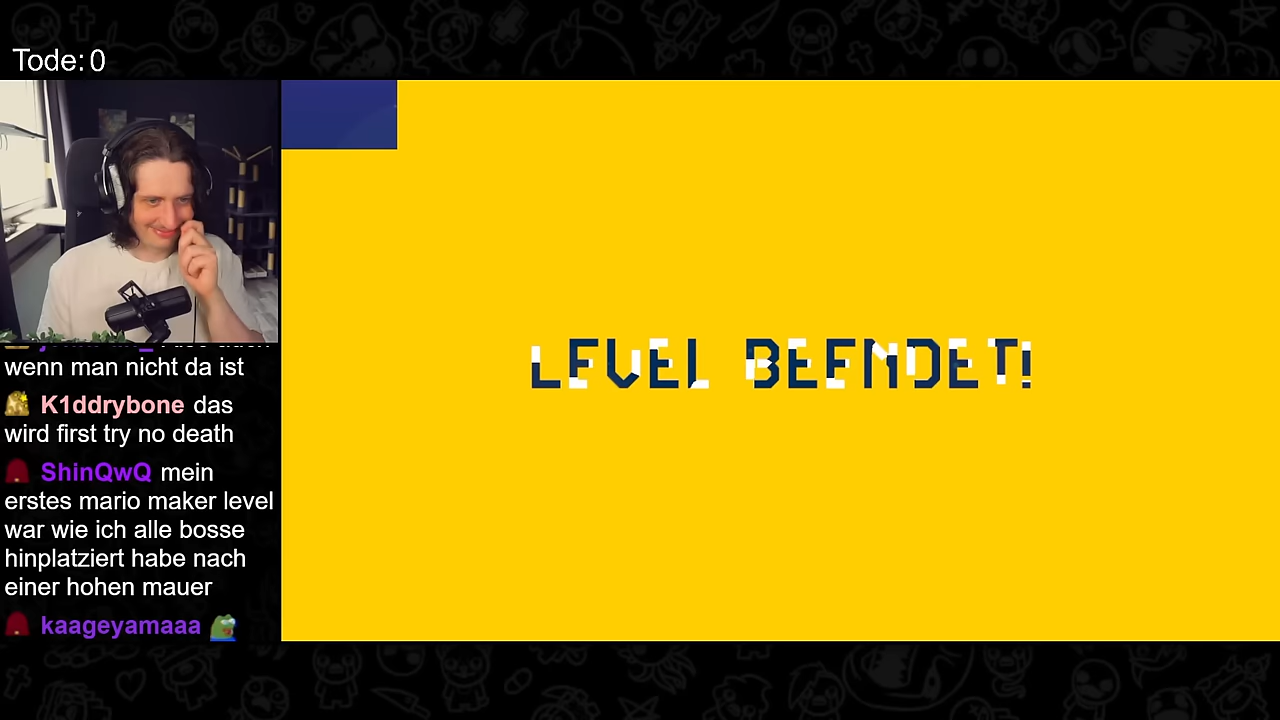 Tode: 0
LEVEL BEENDET!
wenn man nicht da ist
K1ddrybone das
wird first try no death
ShinQwQ mein
erstes mario maker level
war wie ich alle bosse
hinplatziert habe nach
einer hohen mauer
kaageyamaaa